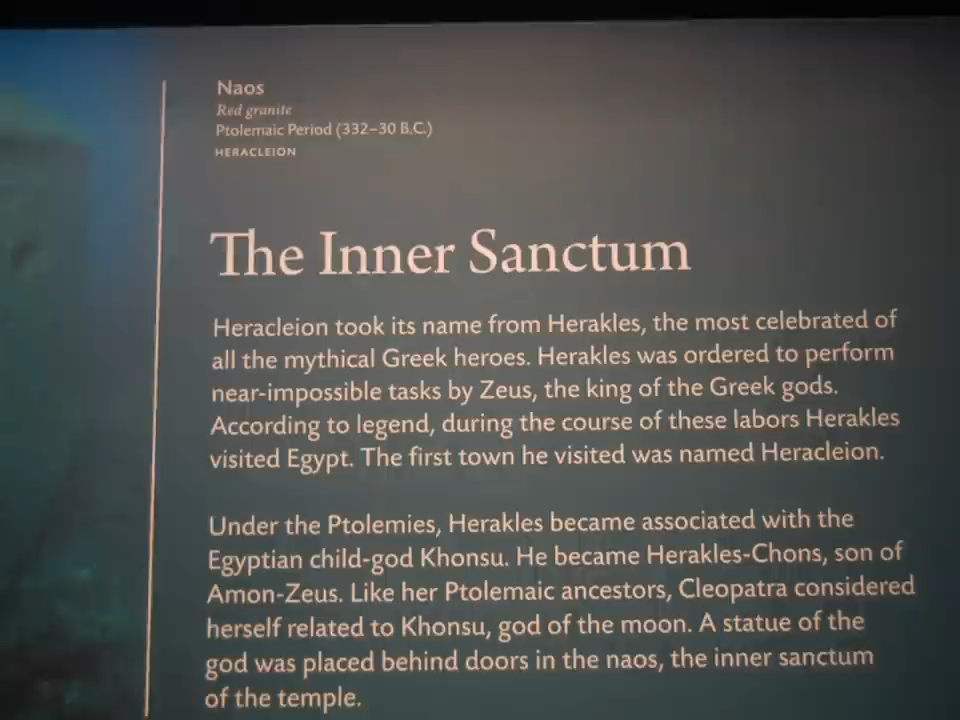 Naos
Red granite
Ptolemaic Period (332–30 B.C.)
HERACLEION
The Inner Sanctum
Heracleion took its name from Herakles, the most celebrated of
all the mythical Greek heroes. Herakles was ordered to perform
near-impossible tasks by Zeus, the king of the Greek gods.
According to legend, during the course of these labors Herakles
visited Egypt. The first town he visited was named Heracleion.
Under the Ptolemies, Herakles became associated with the
Egyptian child-god Khonsu. He became Herakles-Chons, son of
Amon-Zeus. Like her Ptolemaic ancestors, Cleopatra considered
herself related to Khonsu, god of the moon. A statue of the
god was placed behind doors in the naos, the inner sanctum
of the temple.